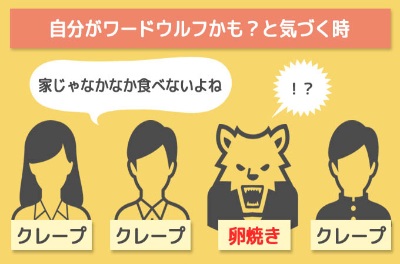 自分がワードウルフかも？と気づく時
家じゃなかなか食べないよね
！？
クレープ
クレープ
卵焼き
クレープ